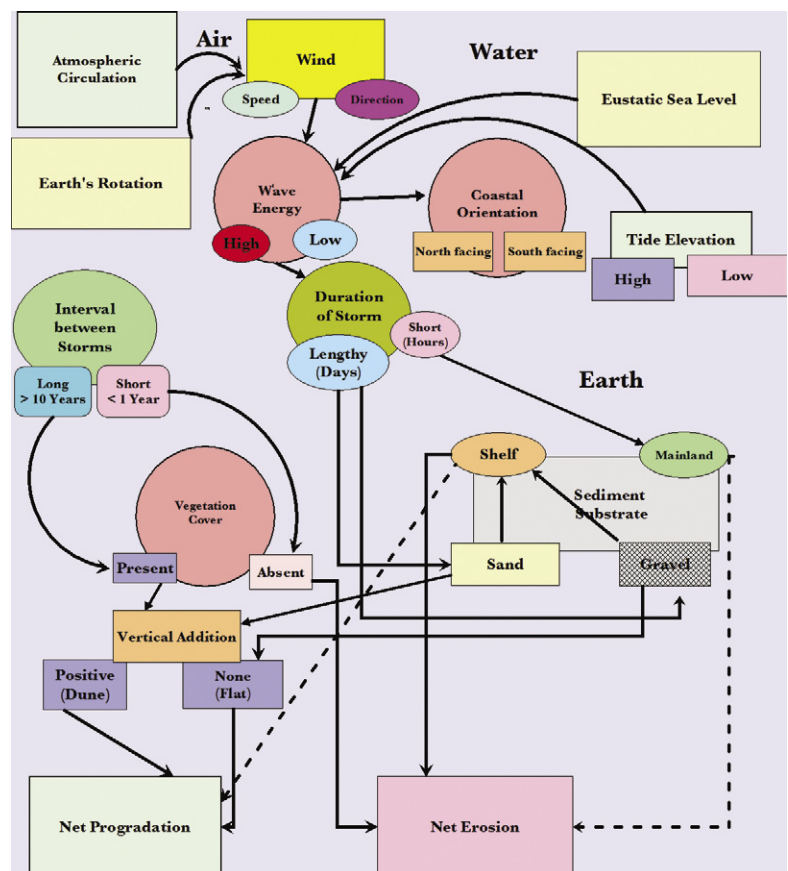 Air
Water
Atmospheric
Circulation
Wind
Speed
Direction
Eustatic Sea Level
Earth's Rotation
Wave
Energy
High
Low
Coastal
Orientation
North facing
South facing
Tide Elevation
High
Low
Interval
between
Storms
Long
> 10 Years
Short
< 1 Year
Duration
of Storm
Short
(Hours)
Lengthy
(Days)
Earth
Shelf
Mainland
Sediment
Substrate
Vegetation
Cover
Present
Absent
Sand
Gravel
Vertical Addition
Positive
(Dune)
None
(Flat)
Net Progradation
Net Erosion